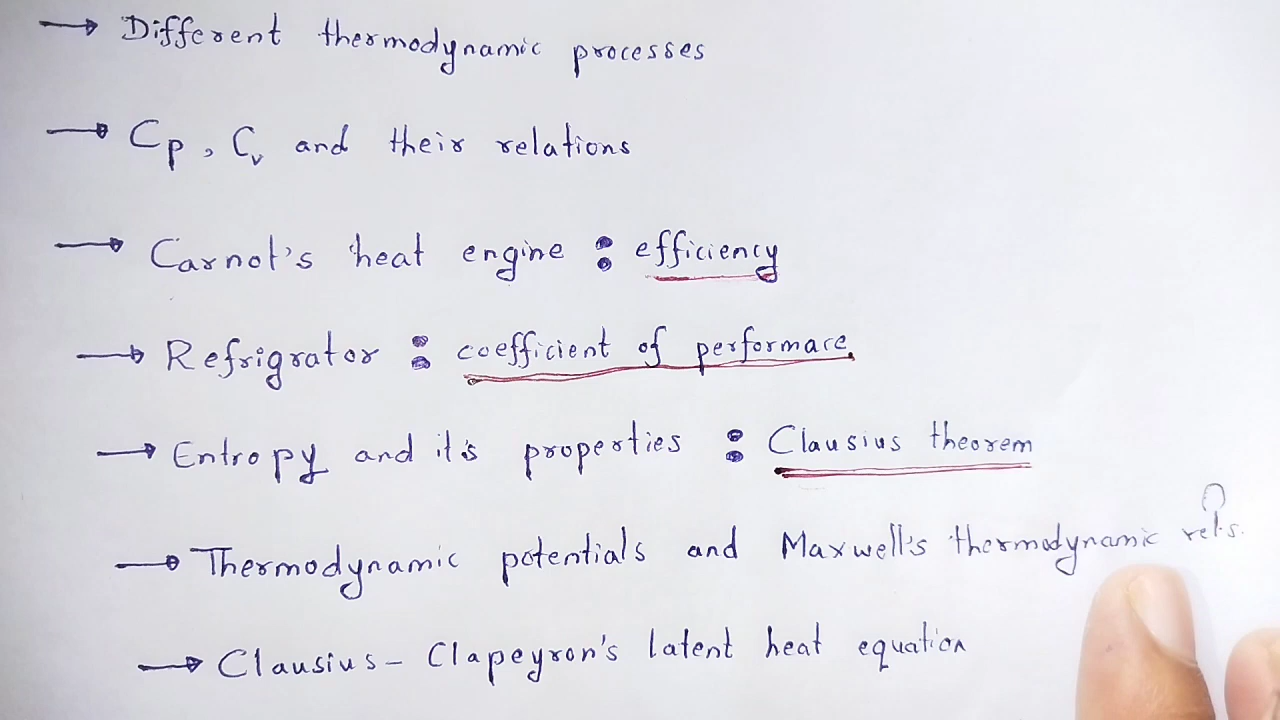 → Different thermodynamic processes
→ Cp, Cv and their relations
→ Carnot's heat engine : efficiency
→ Refrigrator : coefficient of performace
→ Entropy and it's properties : Clausius theorem
→ Thermodynamic potentials and Maxwell's thermodynamic relns.
→ Clausius - Clapeyron's latent heat equation